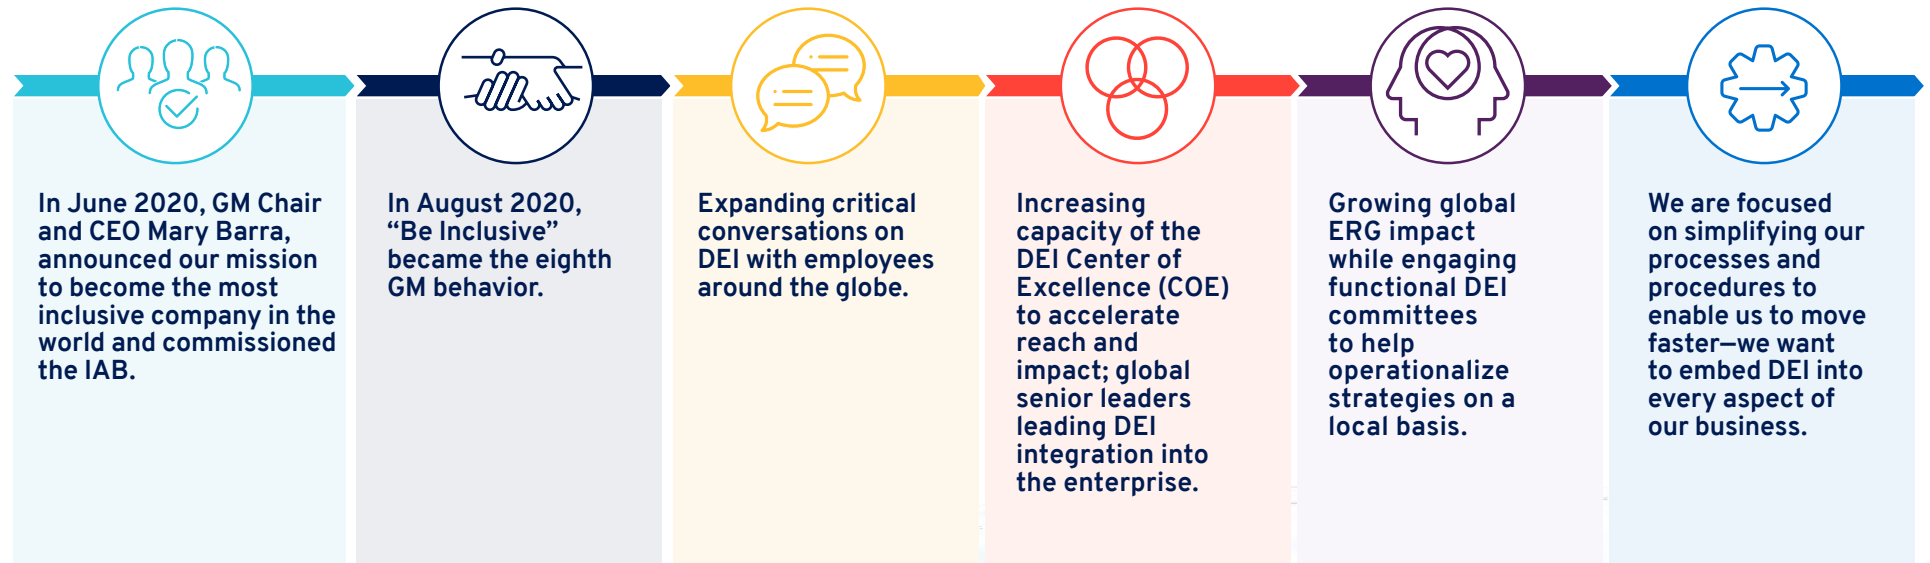 In June 2020, GM Chair
and CEO Mary Barra,
announced our mission
to become the most
inclusive company in the
world and commissioned
the IAB.
In August 2020,
“Be Inclusive”
became the eighth
GM behavior.
Expanding critical
conversations on
DEI with employees
around the globe.
Increasing
capacity of the
DEI Center of
Excellence (COE)
to accelerate
reach and
impact; global
senior leaders
leading DEI
integration into
the enterprise.
Growing global
ERG impact
while engaging
functional DEI
committees
to help
operationalize
strategies on a
local basis.
We are focused
on simplifying our
processes and
procedures to
enable us to move
faster—we want
to embed DEI into
every aspect of
our business.